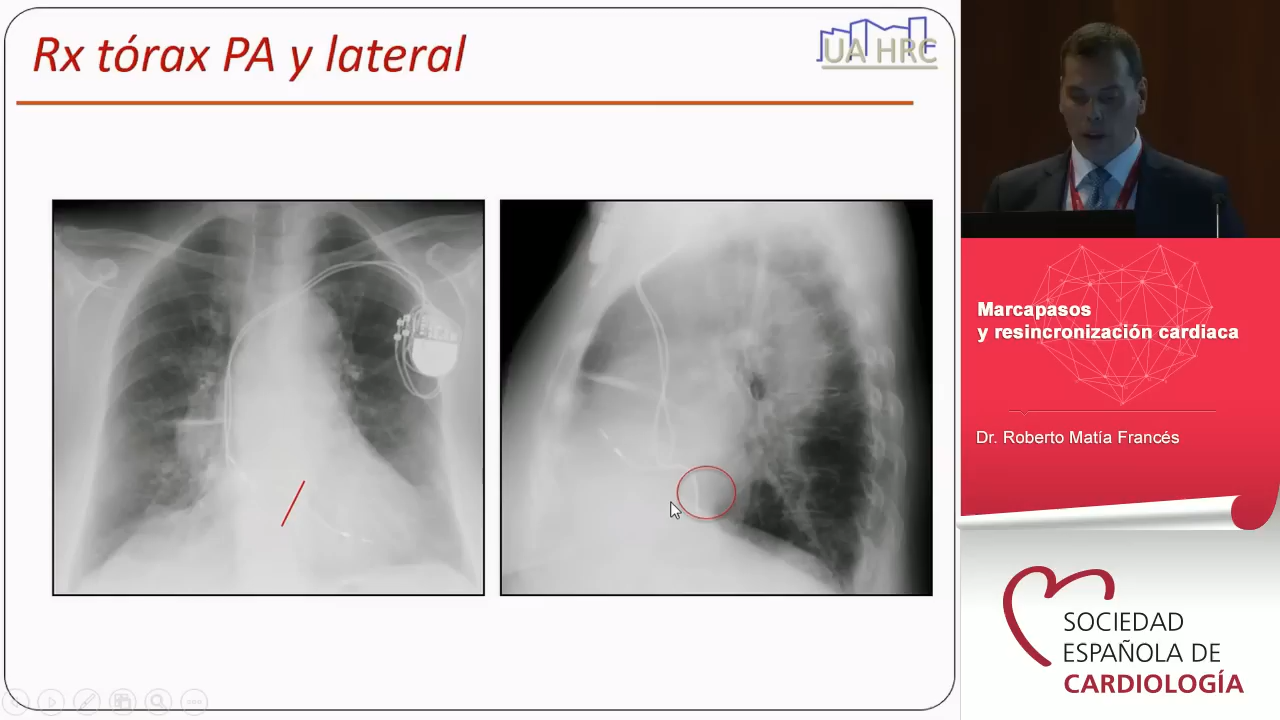 Rx tórax PA y lateral
UA HRC
Marcapasos
y resincronización cardiaca
Dr. Roberto Matía Francés
SOCIEDAD
ESPAÑOLA DE
CARDIOLOGÍA